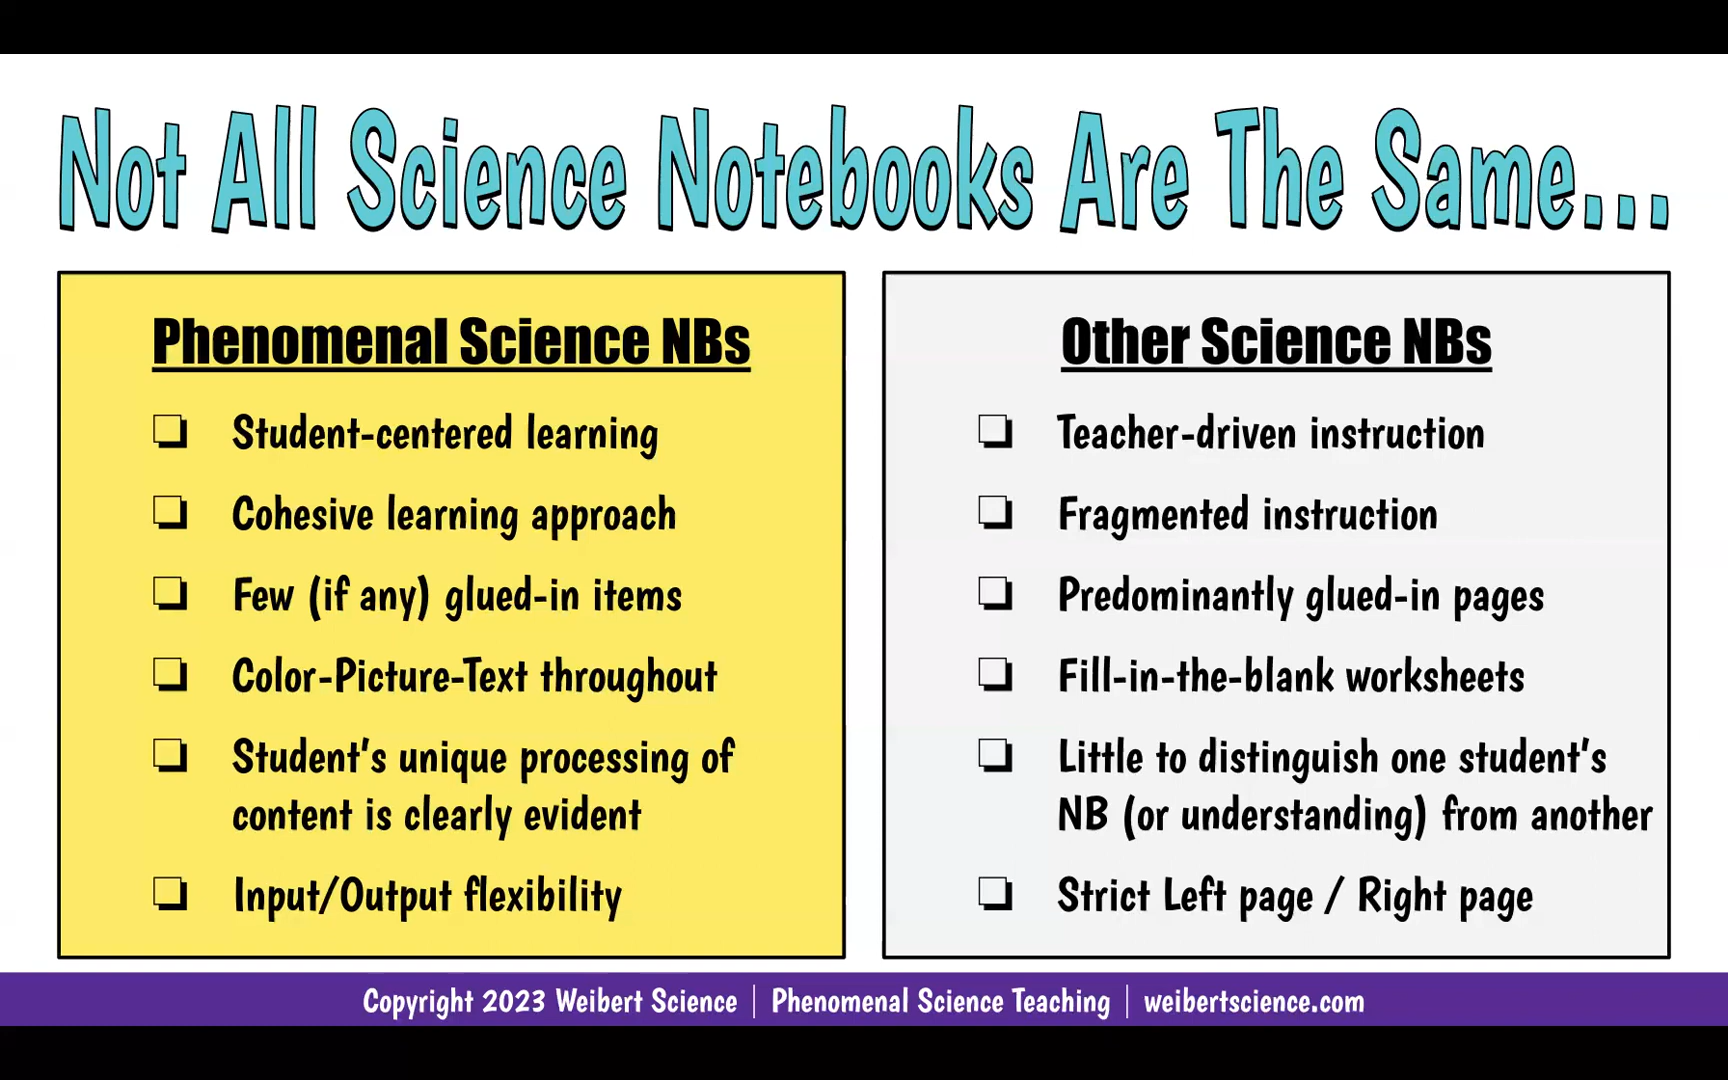 Not All Science Notebooks Are The Same...
Phenomenal Science NBs
Student-centered learning
Cohesive learning approach
Few (if any) glued-in items
Color-Picture-Text throughout
Student's unique processing of
content is clearly evident
Input/Output flexibility
Other Science NBs
Teacher-driven instruction
Fragmented instruction
Predominantly glued-in pages
Fill-in-the-blank worksheets
Little to distinguish one student's
NB (or understanding) from another
Strict Left page / Right page
Copyright 2023 Weibert Science | Phenomenal Science Teaching | weibertscience.com